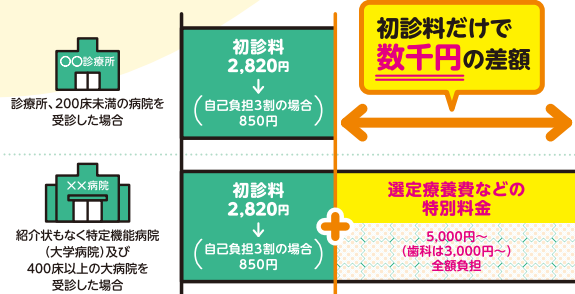 初診料だけで
数千円の差額
〇〇診療所
診療所、200床未満の病院を
受診した場合
初診料
2,820円
↓
(自己負担3割の場合
850円)
××病院
紹介状もなく特定機能病院
(大学病院)及び
400床以上の大病院を
受診した場合
初診料
2,820円
↓
(自己負担3割の場合
850円)
+
選定療養費などの
特別料金
5,000円〜
(歯科は3,000円〜)
全額負担